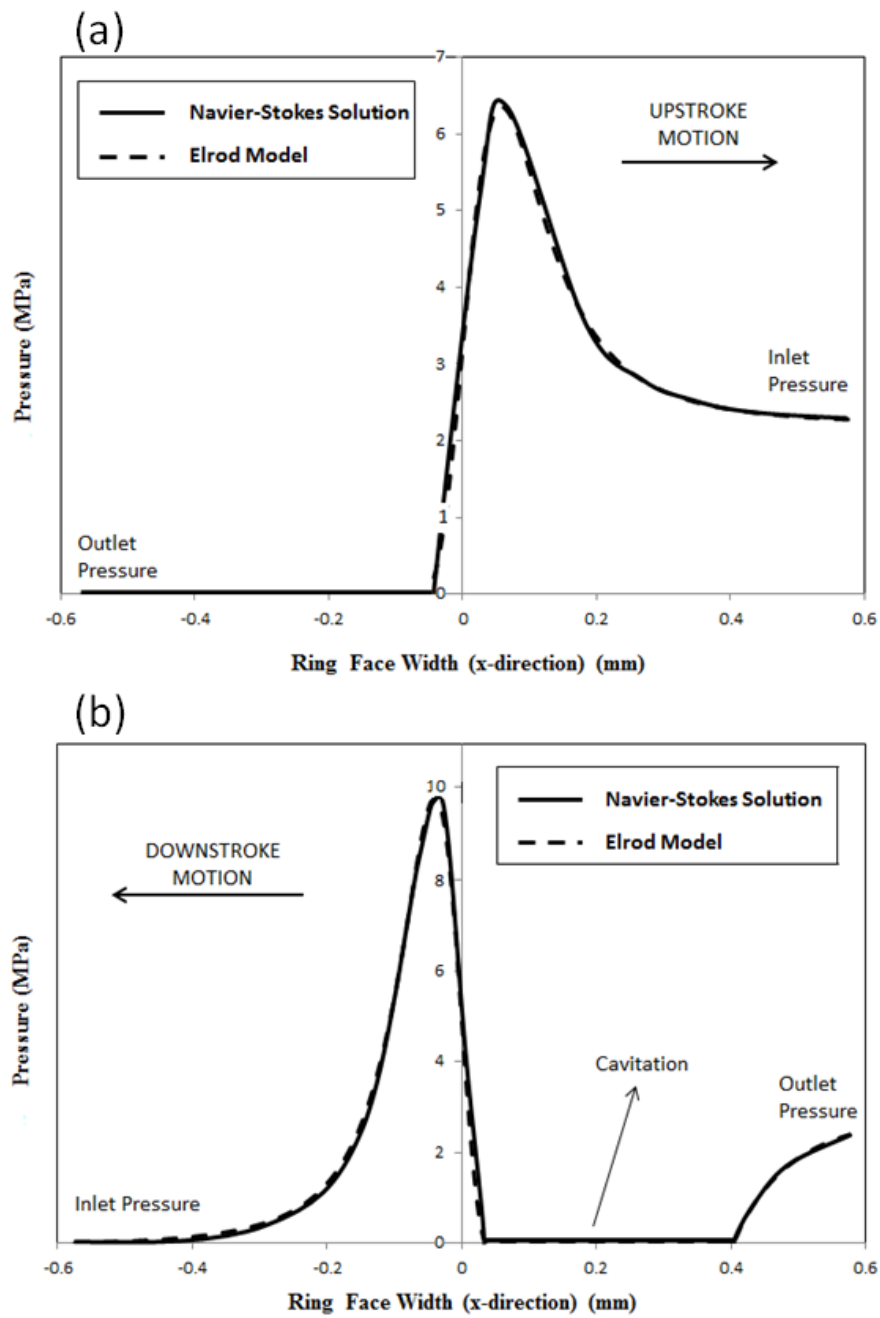 (a)
7
Navier-Stokes Solution
Elrod Model
UPSTROKE
MOTION
6
5
4
Pressure (MPa)
3
Inlet
Pressure
2
1
Outlet
Pressure
0
-0.6
-0.4
-0.2
0
0.2
0.4
0.6
Ring Face Width (x-direction) (mm)
(b)
10
Navier-Stokes Solution
Elrod Model
DOWNSTROKE
MOTION
8
6
Pressure (MPa)
4
Cavitation
Outlet
Pressure
2
Inlet Pressure
0
-0.6
-0.4
-0.2
0
0.2
0.4
0.6
Ring Face Width (x-direction) (mm)